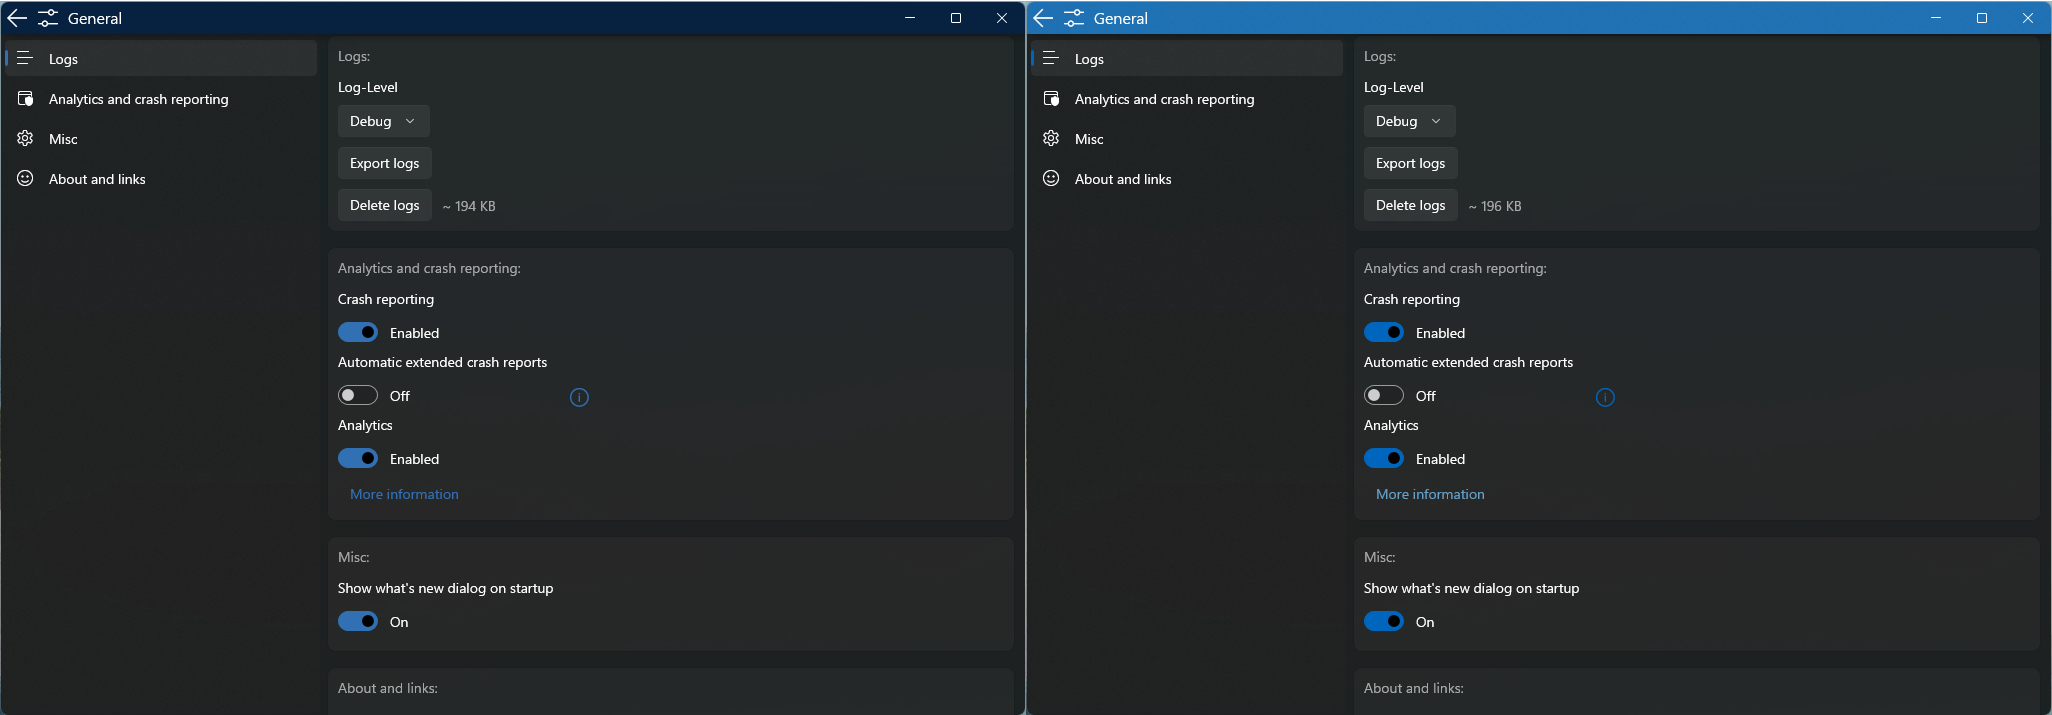 General
Logs
Analytics and crash reporting
Misc
About and links
Logs:
Log-Level
Debug
Export logs
Delete logs ~ 194 KB
Analytics and crash reporting:
Crash reporting
Enabled
Automatic extended crash reports
Off
Analytics
Enabled
More information
Misc:
Show what's new dialog on startup
On
About and links:
General
Logs
Analytics and crash reporting
Misc
About and links
Logs:
Log-Level
Debug
Export logs
Delete logs ~ 196 KB
Analytics and crash reporting:
Crash reporting
Enabled
Automatic extended crash reports
Off
Analytics
Enabled
More information
Misc:
Show what's new dialog on startup
On
About and links: